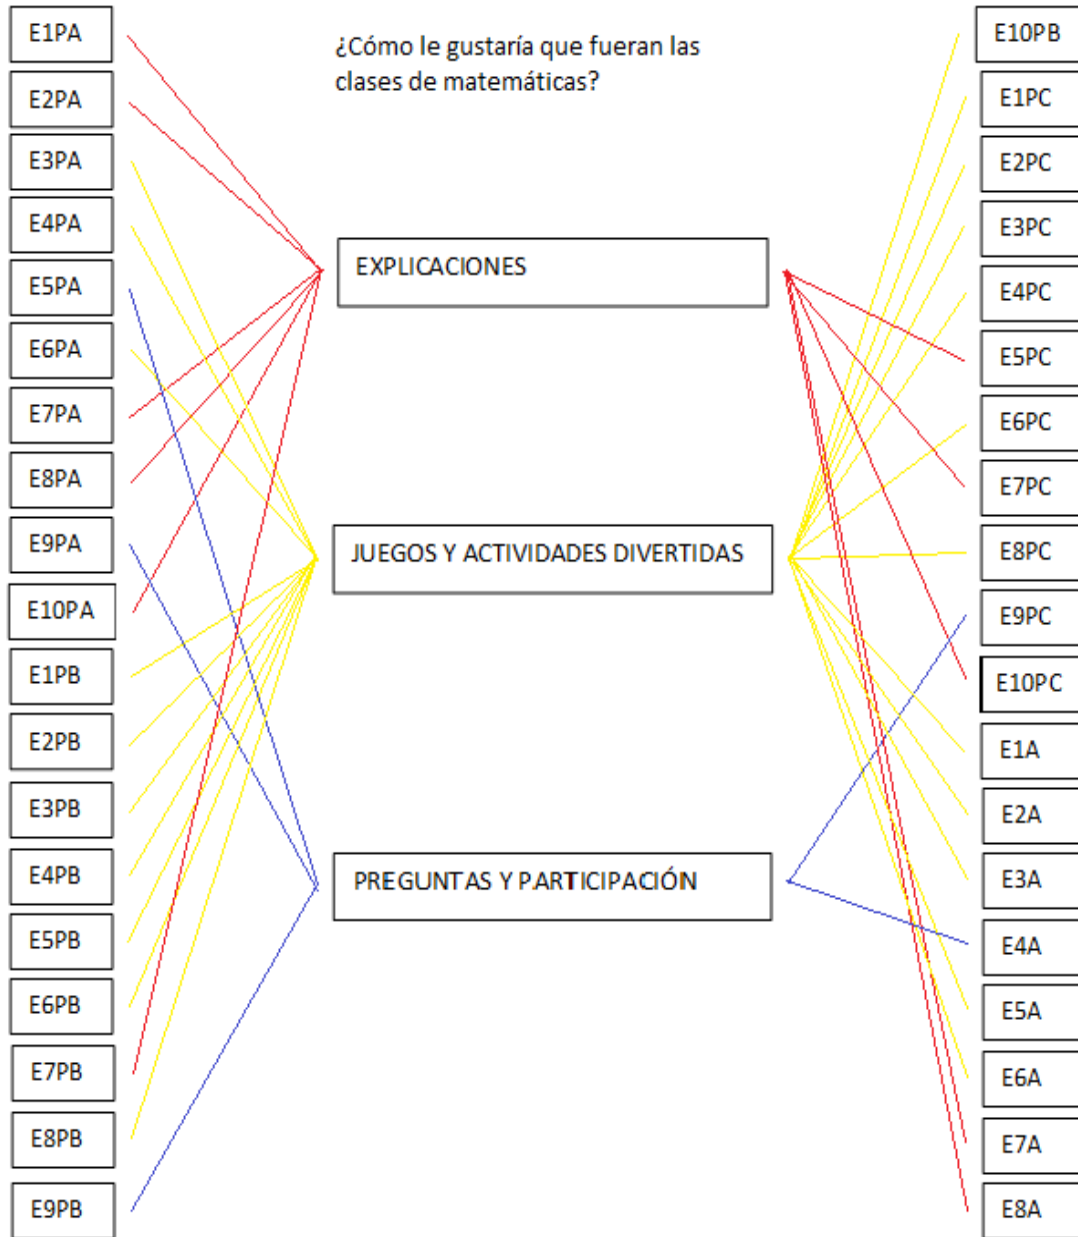 ¿Cómo le gustaría que fueran las
clases de matemáticas?
E1PA
E2PA
E3PA
E4PA
E5PA
E6PA
E7PA
E8PA
E9PA
E10PA
E1PB
E2PB
E3PB
E4PB
E5PB
E6PB
E7PB
E8PB
E9PB
EXPLICACIONES
JUEGOS Y ACTIVIDADES DIVERTIDAS
PREGUNTAS Y PARTICIPACIÓN
E10PB
E1PC
E2PC
E3PC
E4PC
E5PC
E6PC
E7PC
E8PC
E9PC
E10PC
E1A
E2A
E3A
E4A
E5A
E6A
E7A
E8A